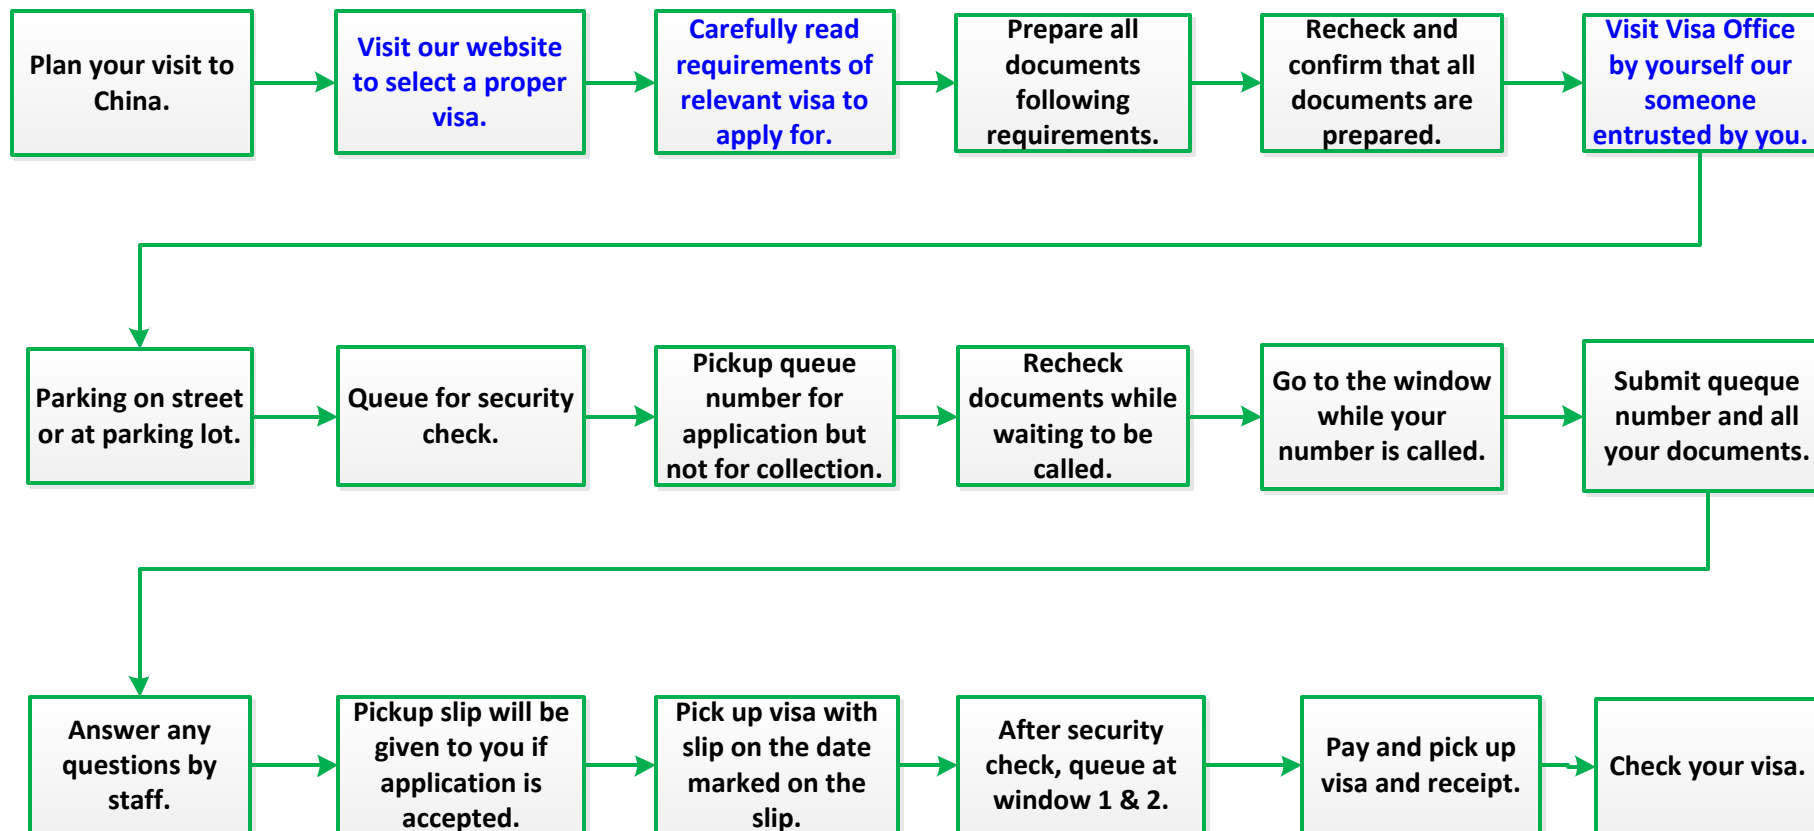 Plan your visit to
China.
Visit our website
to select a proper
visa.
Carefully read
requirements of
relevant visa to
apply for.
Prepare all
documents
following
requirements.
Recheck and
confirm that all
documents are
prepared.
Visit Visa Office
by yourself our
someone
entrusted by you.
Parking on street
or at parking lot.
Queue for security
check.
Pickup queue
number for
application but
not for collection.
Recheck
documents while
waiting to be
called.
Go to the window
while your
number is called.
Submit queque
number and all
your documents.
Answer any
questions by
staff.
Pickup slip will be
given to you if
application is
accepted.
Pick up visa with
slip on the date
marked on the
slip.
After security
check, queue at
window 1 & 2.
Pay and pick up
visa and receipt.
Check your visa.